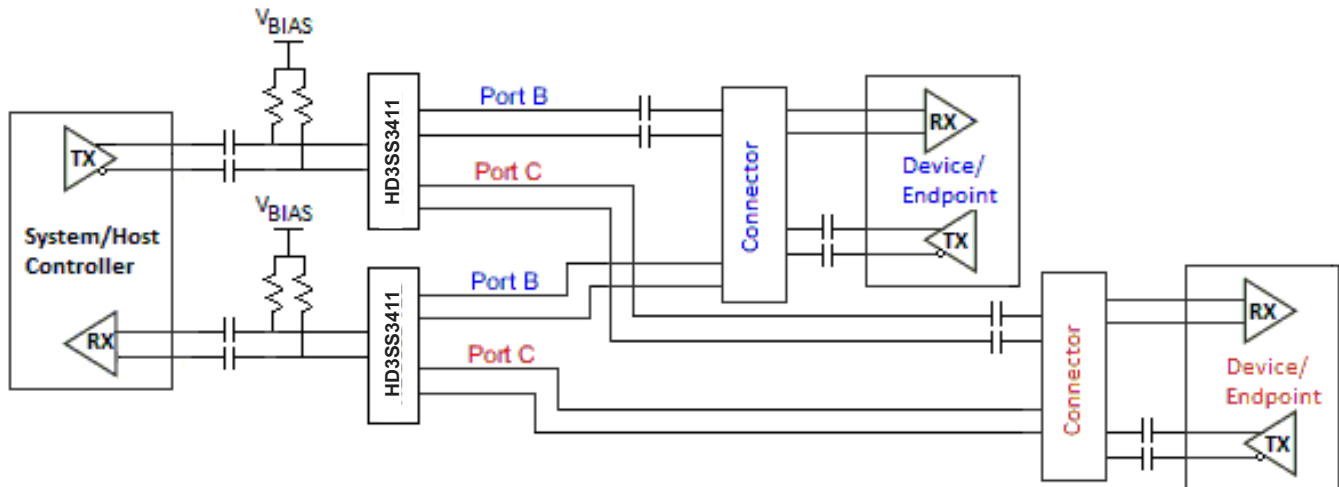 VBIAS
TX
System/Host
Controller
RX
VBIAS
HD3SS3411
HD3SS3411
Port B
Port C
Port B
Port C
Connector
RX
Device/
Endpoint
TX
Connector
RX
Device/
Endpoint
TX